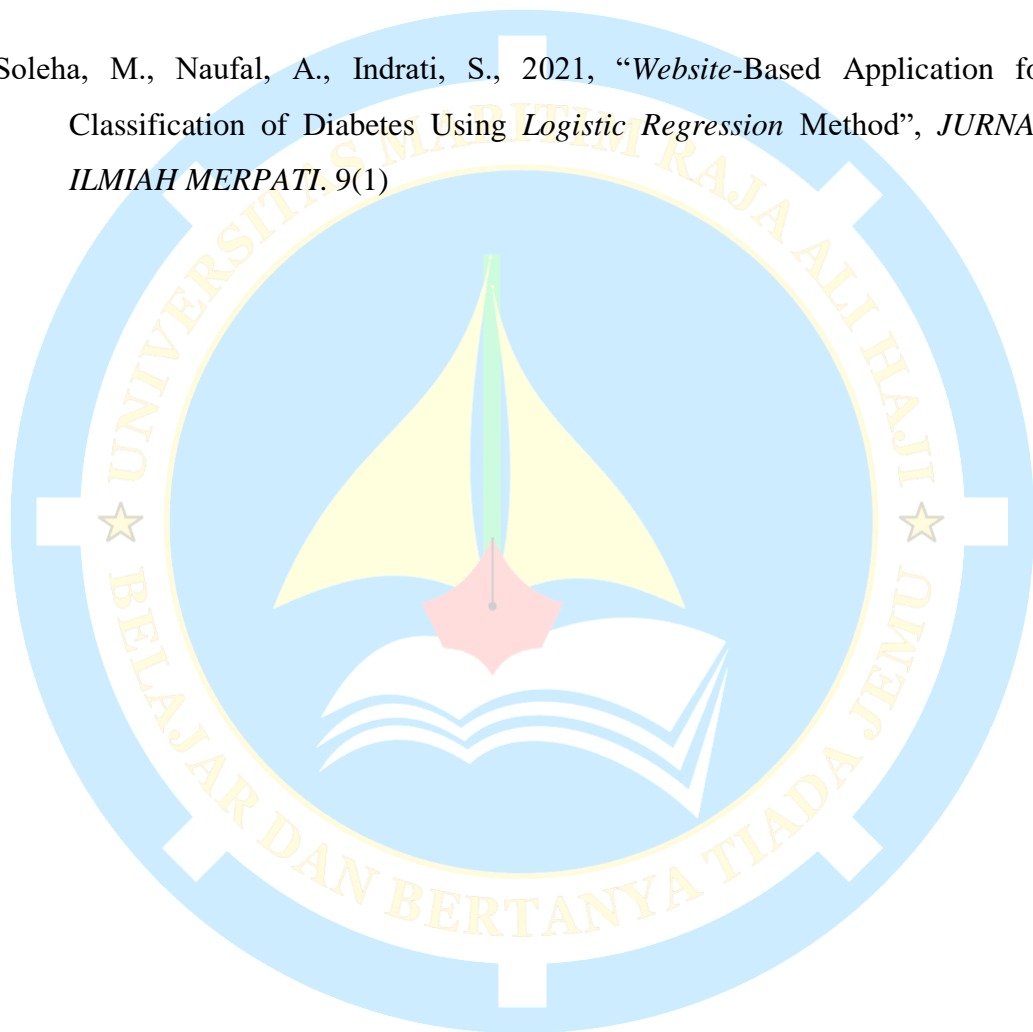 Soleha, M., Naufal, A., Indrati, S., 2021, “Website-Based Application fo
Classification of Diabetes Using Logistic Regression Method”, JURNA
ILMIAH MERPATI. 9(1)
UNIVERSITAS MARITIM RAJA ALI HAJI
BELAJAR DAN BERTANYA TIADA JEMU